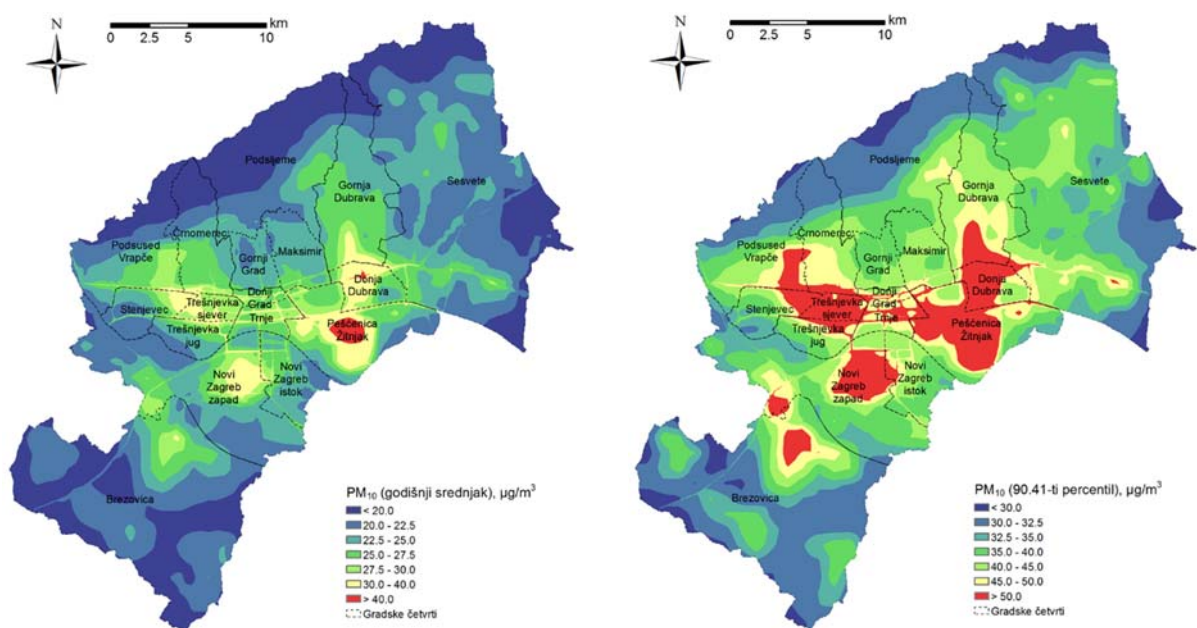 N
km
0 2.5 5 10
Podsljeme
Gornja
Dubrava
Sesvete
Podsused
Vrapče
Črnomerec
Gornji
Grad
Maksimir
Donja
Dubrava
Stenjevec
Trešnjevka
sjever
Donji
Grad
Trnje
Trešnjevka
jug
Peščenica
Žitnjak
Novi
Zagreb
zapad
Novi
Zagreb
istok
Brezovica
PM₁₀ (godišnji srednjak), µg/m³
< 20.0
20.0 - 22.5
22.5 - 25.0
25.0 - 27.5
27.5 - 30.0
30.0 - 40.0
> 40.0
Gradske četvrti
N
km
0 2.5 5 10
Podsljeme
Gornja
Dubrava
Sesvete
Podsused
Vrapče
Črnomerec
Gornji
Grad
Maksimir
Donja
Dubrava
Stenjevec
Trešnjevka
sjever
Donji
Grad
Trnje
Trešnjevka
jug
Peščenica
Žitnjak
Novi
Zagreb
zapad
Novi
Zagreb
istok
Brezovica
PM₁₀ (90.41-ti percentil), µg/m³
< 30.0
30.0 - 32.5
32.5 - 35.0
35.0 - 40.0
40.0 - 45.0
45.0 - 50.0
> 50.0
Gradske četvrti